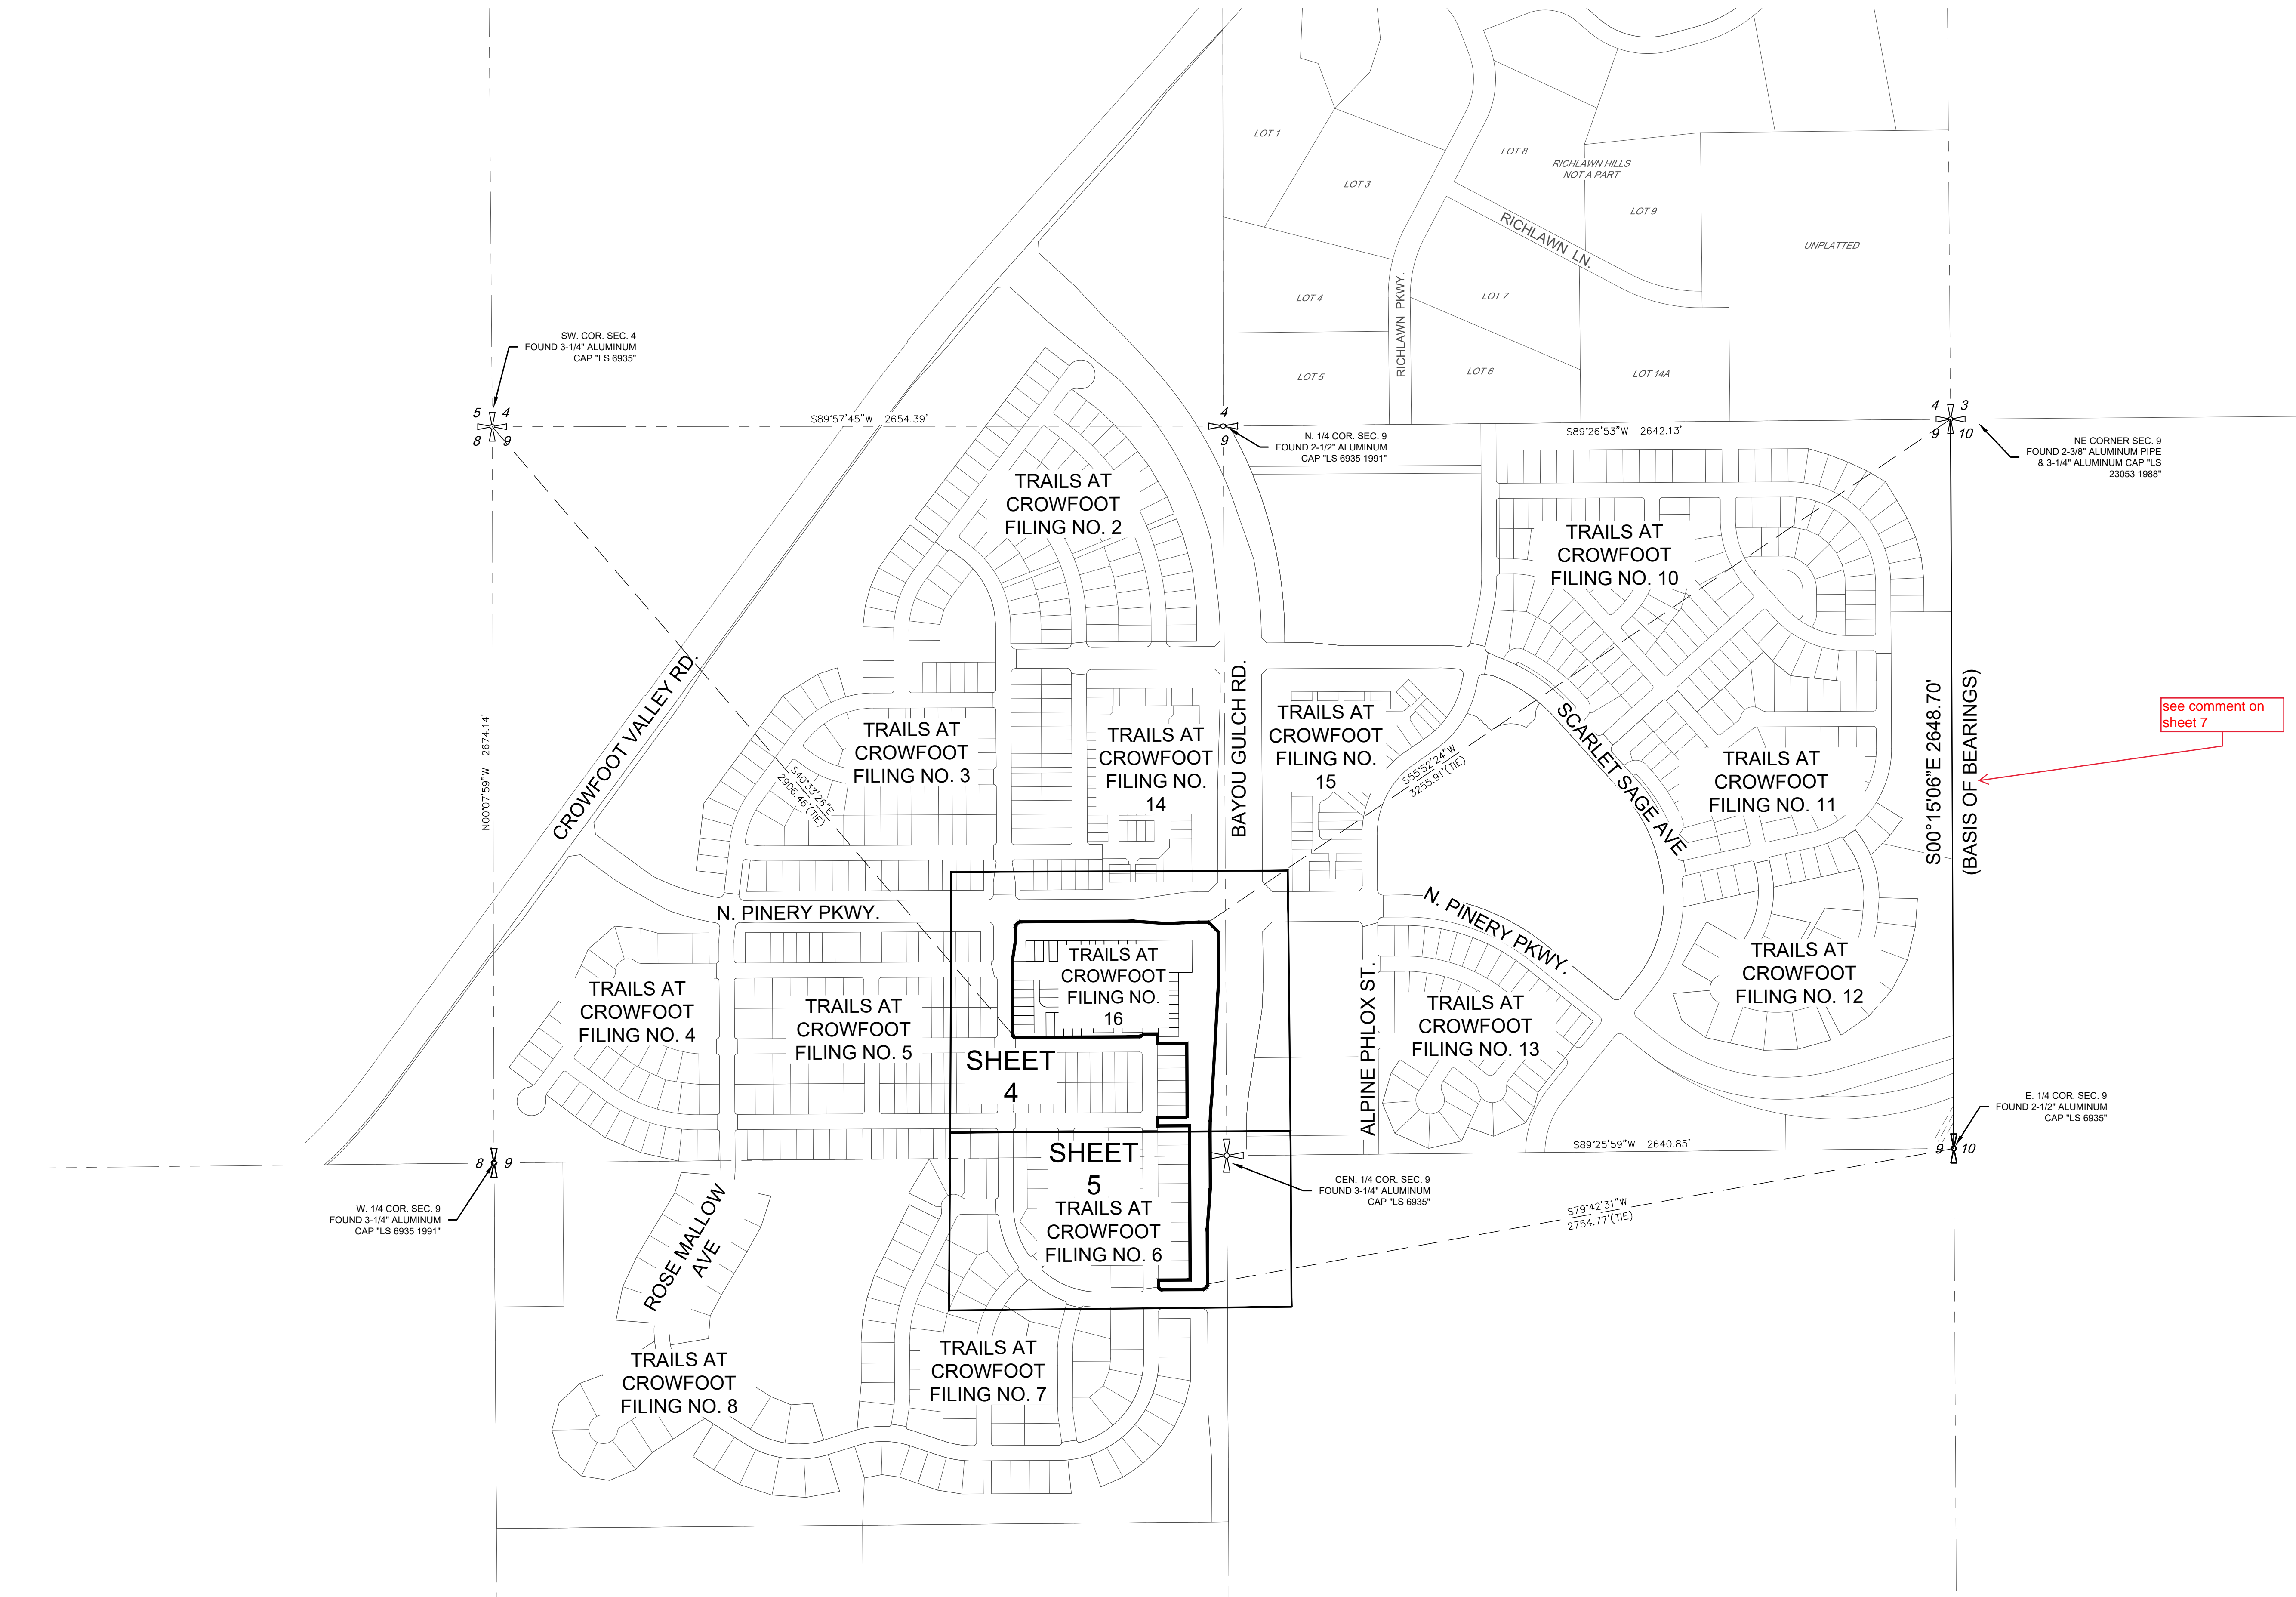 LOT 1
LOT 3
LOT 8
RICHLAWN HILLS
NOT A PART
LOT 9
RICHLAWN LN.
UNPLATTED
LOT 4
RICHLAWN PKWY.
LOT 7
LOT 5
LOT 6
LOT 14A
SW. COR. SEC. 4
FOUND 3-1/4" ALUMINUM
CAP "LS 6935"
5 4
8 9
S89°57'45"W 2654.39'
4
9
N. 1/4 COR. SEC. 9
FOUND 2-1/2" ALUMINUM
CAP "LS 6935 1991"
S89°26'53"W 2642.13'
4 3
9 10
NE CORNER SEC. 9
FOUND 2-3/8" ALUMINUM PIPE
& 3-1/4" ALUMINUM CAP "LS
23053 1988"
TRAILS AT
CROWFOOT
FILING NO. 2
TRAILS AT
CROWFOOT
FILING NO. 10
CROWFOOT VALLEY RD.
N00°07'59"W 2674.14'
TRAILS AT
CROWFOOT
FILING NO. 3
S40°33'26"E
2906.46'(TIE)
TRAILS AT
CROWFOOT
FILING NO.
14
BAYOU GULCH RD.
TRAILS AT
CROWFOOT
FILING NO.
15
S55°52'24"W
3255.91'(TIE)
SCARLET SAGE AVE
TRAILS AT
CROWFOOT
FILING NO. 11
S00°15'06"E 2648.70'
(BASIS OF BEARINGS)
see comment on
sheet 7
N. PINERY PKWY.
N. PINERY PKWY.
TRAILS AT
CROWFOOT
FILING NO. 4
TRAILS AT
CROWFOOT
FILING NO. 5
TRAILS AT
CROWFOOT
FILING NO.
16
SHEET
4
ALPINE PHLOX ST.
TRAILS AT
CROWFOOT
FILING NO. 13
TRAILS AT
CROWFOOT
FILING NO. 12
E. 1/4 COR. SEC. 9
FOUND 2-1/2" ALUMINUM
CAP "LS 6935"
9 10
S89°25'59"W 2640.85'
8 9
W. 1/4 COR. SEC. 9
FOUND 3-1/4" ALUMINUM
CAP "LS 6935 1991"
SHEET
5
TRAILS AT
CROWFOOT
FILING NO. 6
CEN. 1/4 COR. SEC. 9
FOUND 3-1/4" ALUMINUM
CAP "LS 6935"
S79°42'31"W
2754.77'(TIE)
ROSE MALLOW
AVE
TRAILS AT
CROWFOOT
FILING NO. 8
TRAILS AT
CROWFOOT
FILING NO. 7